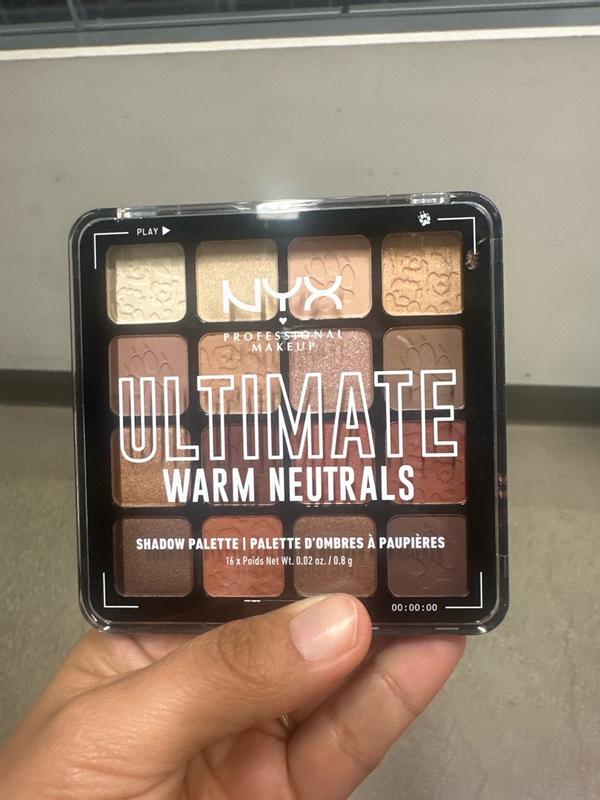 PLAY
NYX
PROFESSIONAL
MAKEUP
ULTIMATE
WARM NEUTRALS
SHADOW PALETTE | PALETTE D'OMBRES À PAUPIÈRES
16 x Poids Net Wt. 0.02 oz. / 0.8 g
00:00:00